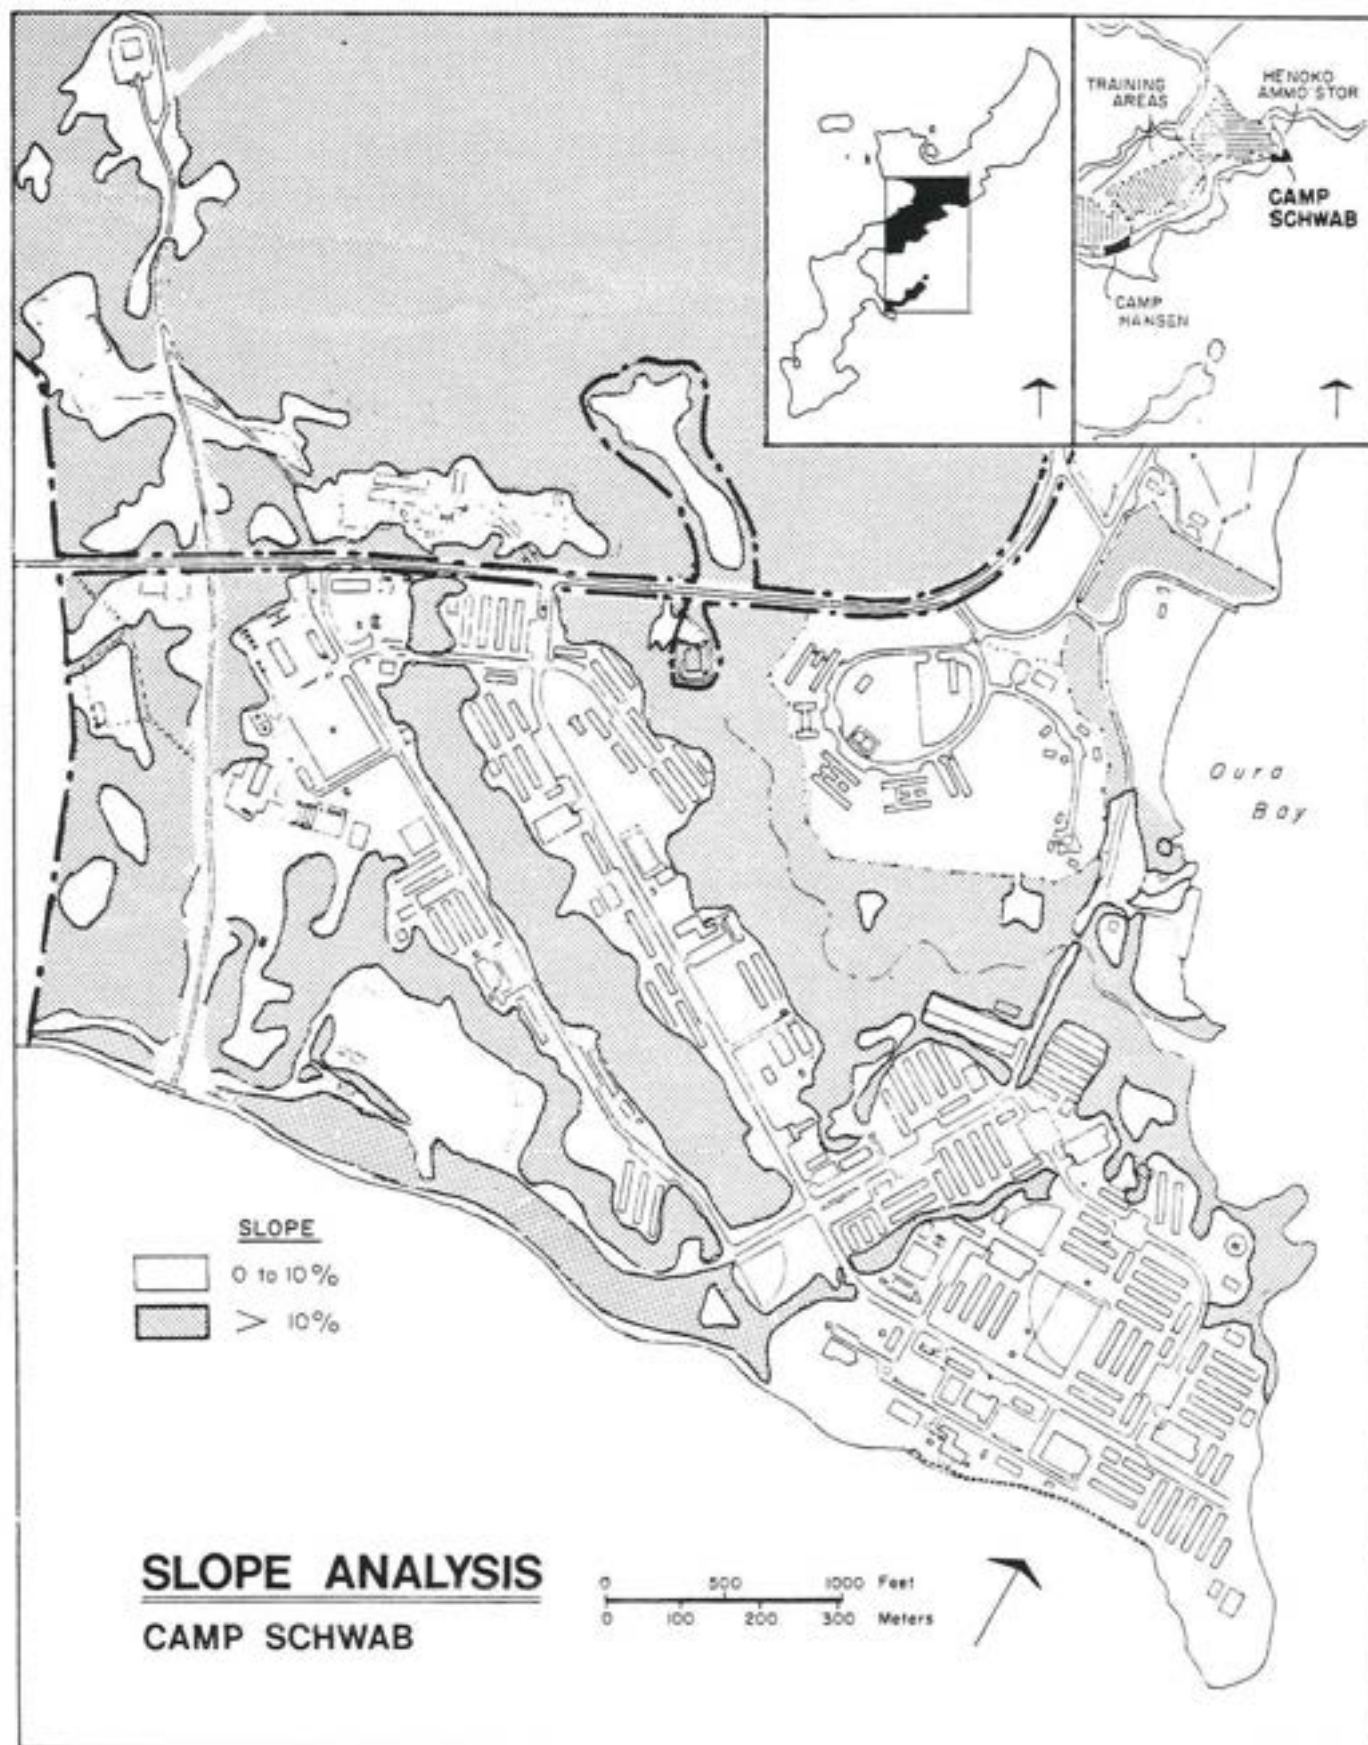 TRAINING
AREAS
HENOKO
AMMO STOR
CAMP
SCHWAB
CAMP
HANSEN
Oura
Bay
SLOPE
0 to 10%
> 10%
SLOPE ANALYSIS
CAMP SCHWAB
0 500 1000 Feet
0 100 200 300 Meters